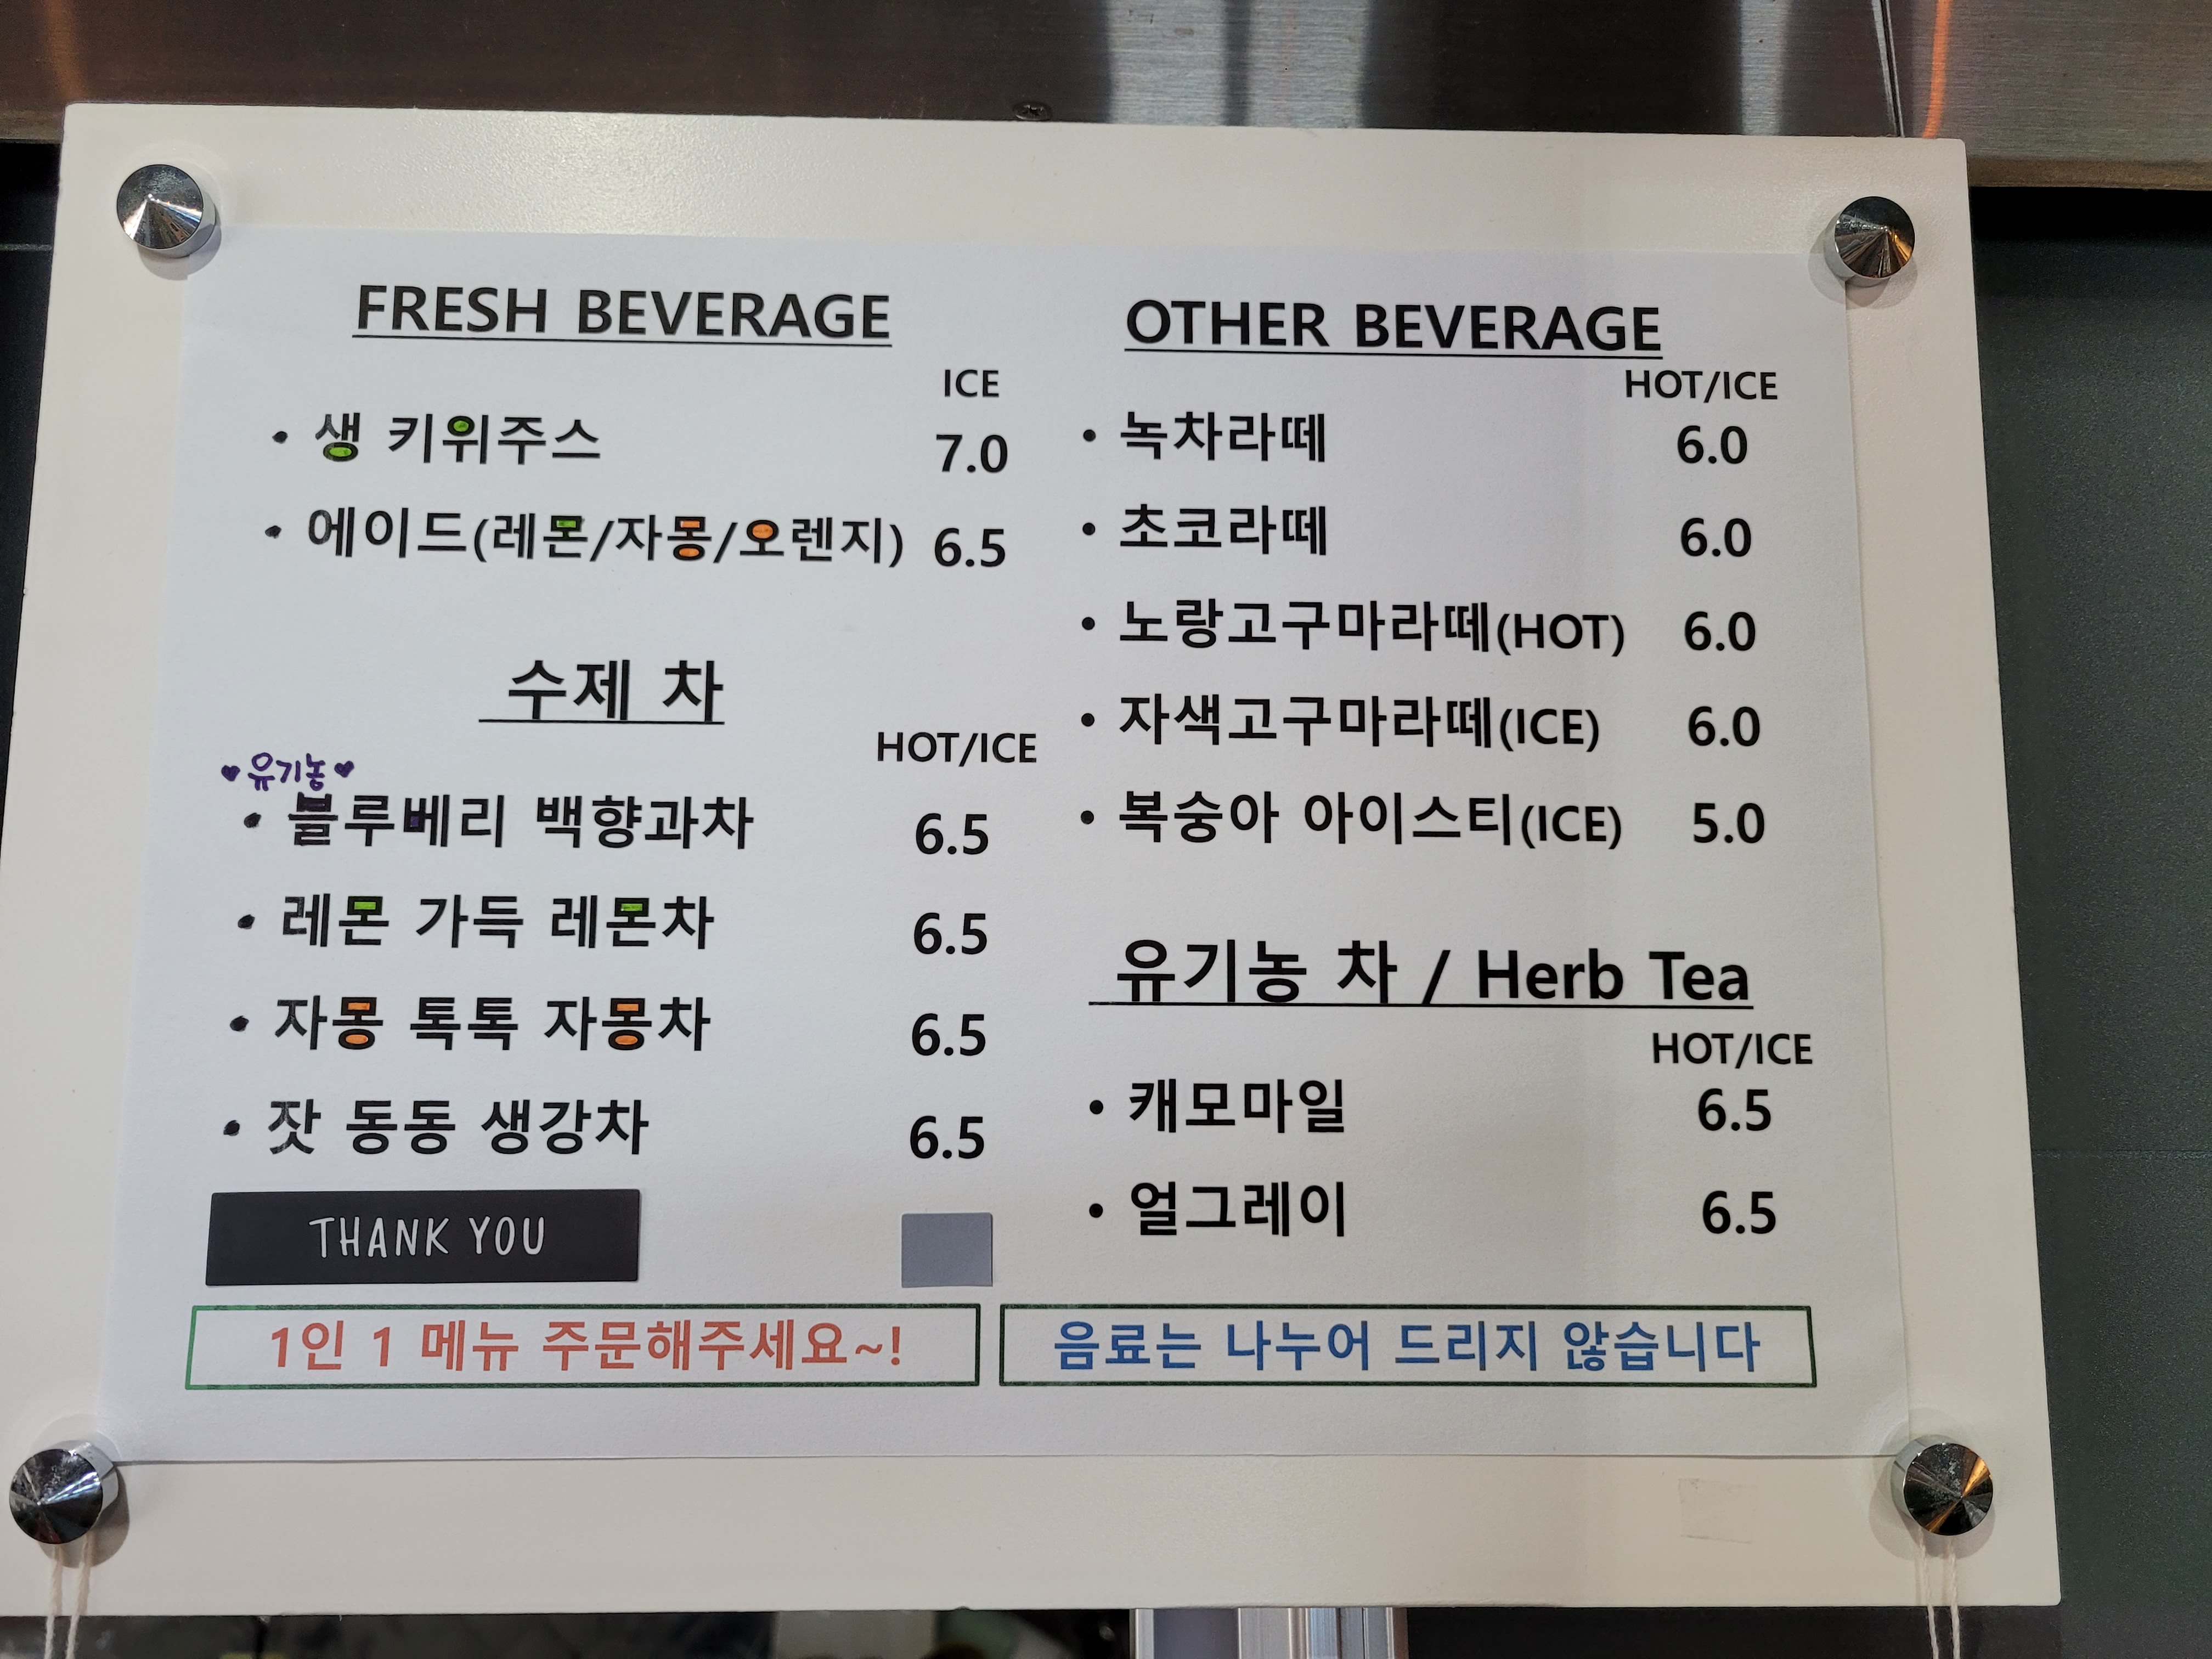 FRESH BEVERAGE
ICE
• 생 키위주스 7.0
• 에이드(레몬/자몽/오렌지) 6.5
수제 차
HOT/ICE
♥유기농♥
• 블루베리 백향과차 6.5
• 레몬 가득 레몬차 6.5
• 자몽 톡톡 자몽차 6.5
• 잣 동동 생강차 6.5
THANK YOU
OTHER BEVERAGE
HOT/ICE
• 녹차라떼 6.0
• 초코라떼 6.0
• 노랑고구마라떼(HOT) 6.0
• 자색고구마라떼(ICE) 6.0
• 복숭아 아이스티(ICE) 5.0
유기농 차 / Herb Tea
HOT/ICE
• 캐모마일 6.5
• 얼그레이 6.5
1인 1 메뉴 주문해주세요~!
음료는 나누어 드리지 않습니다